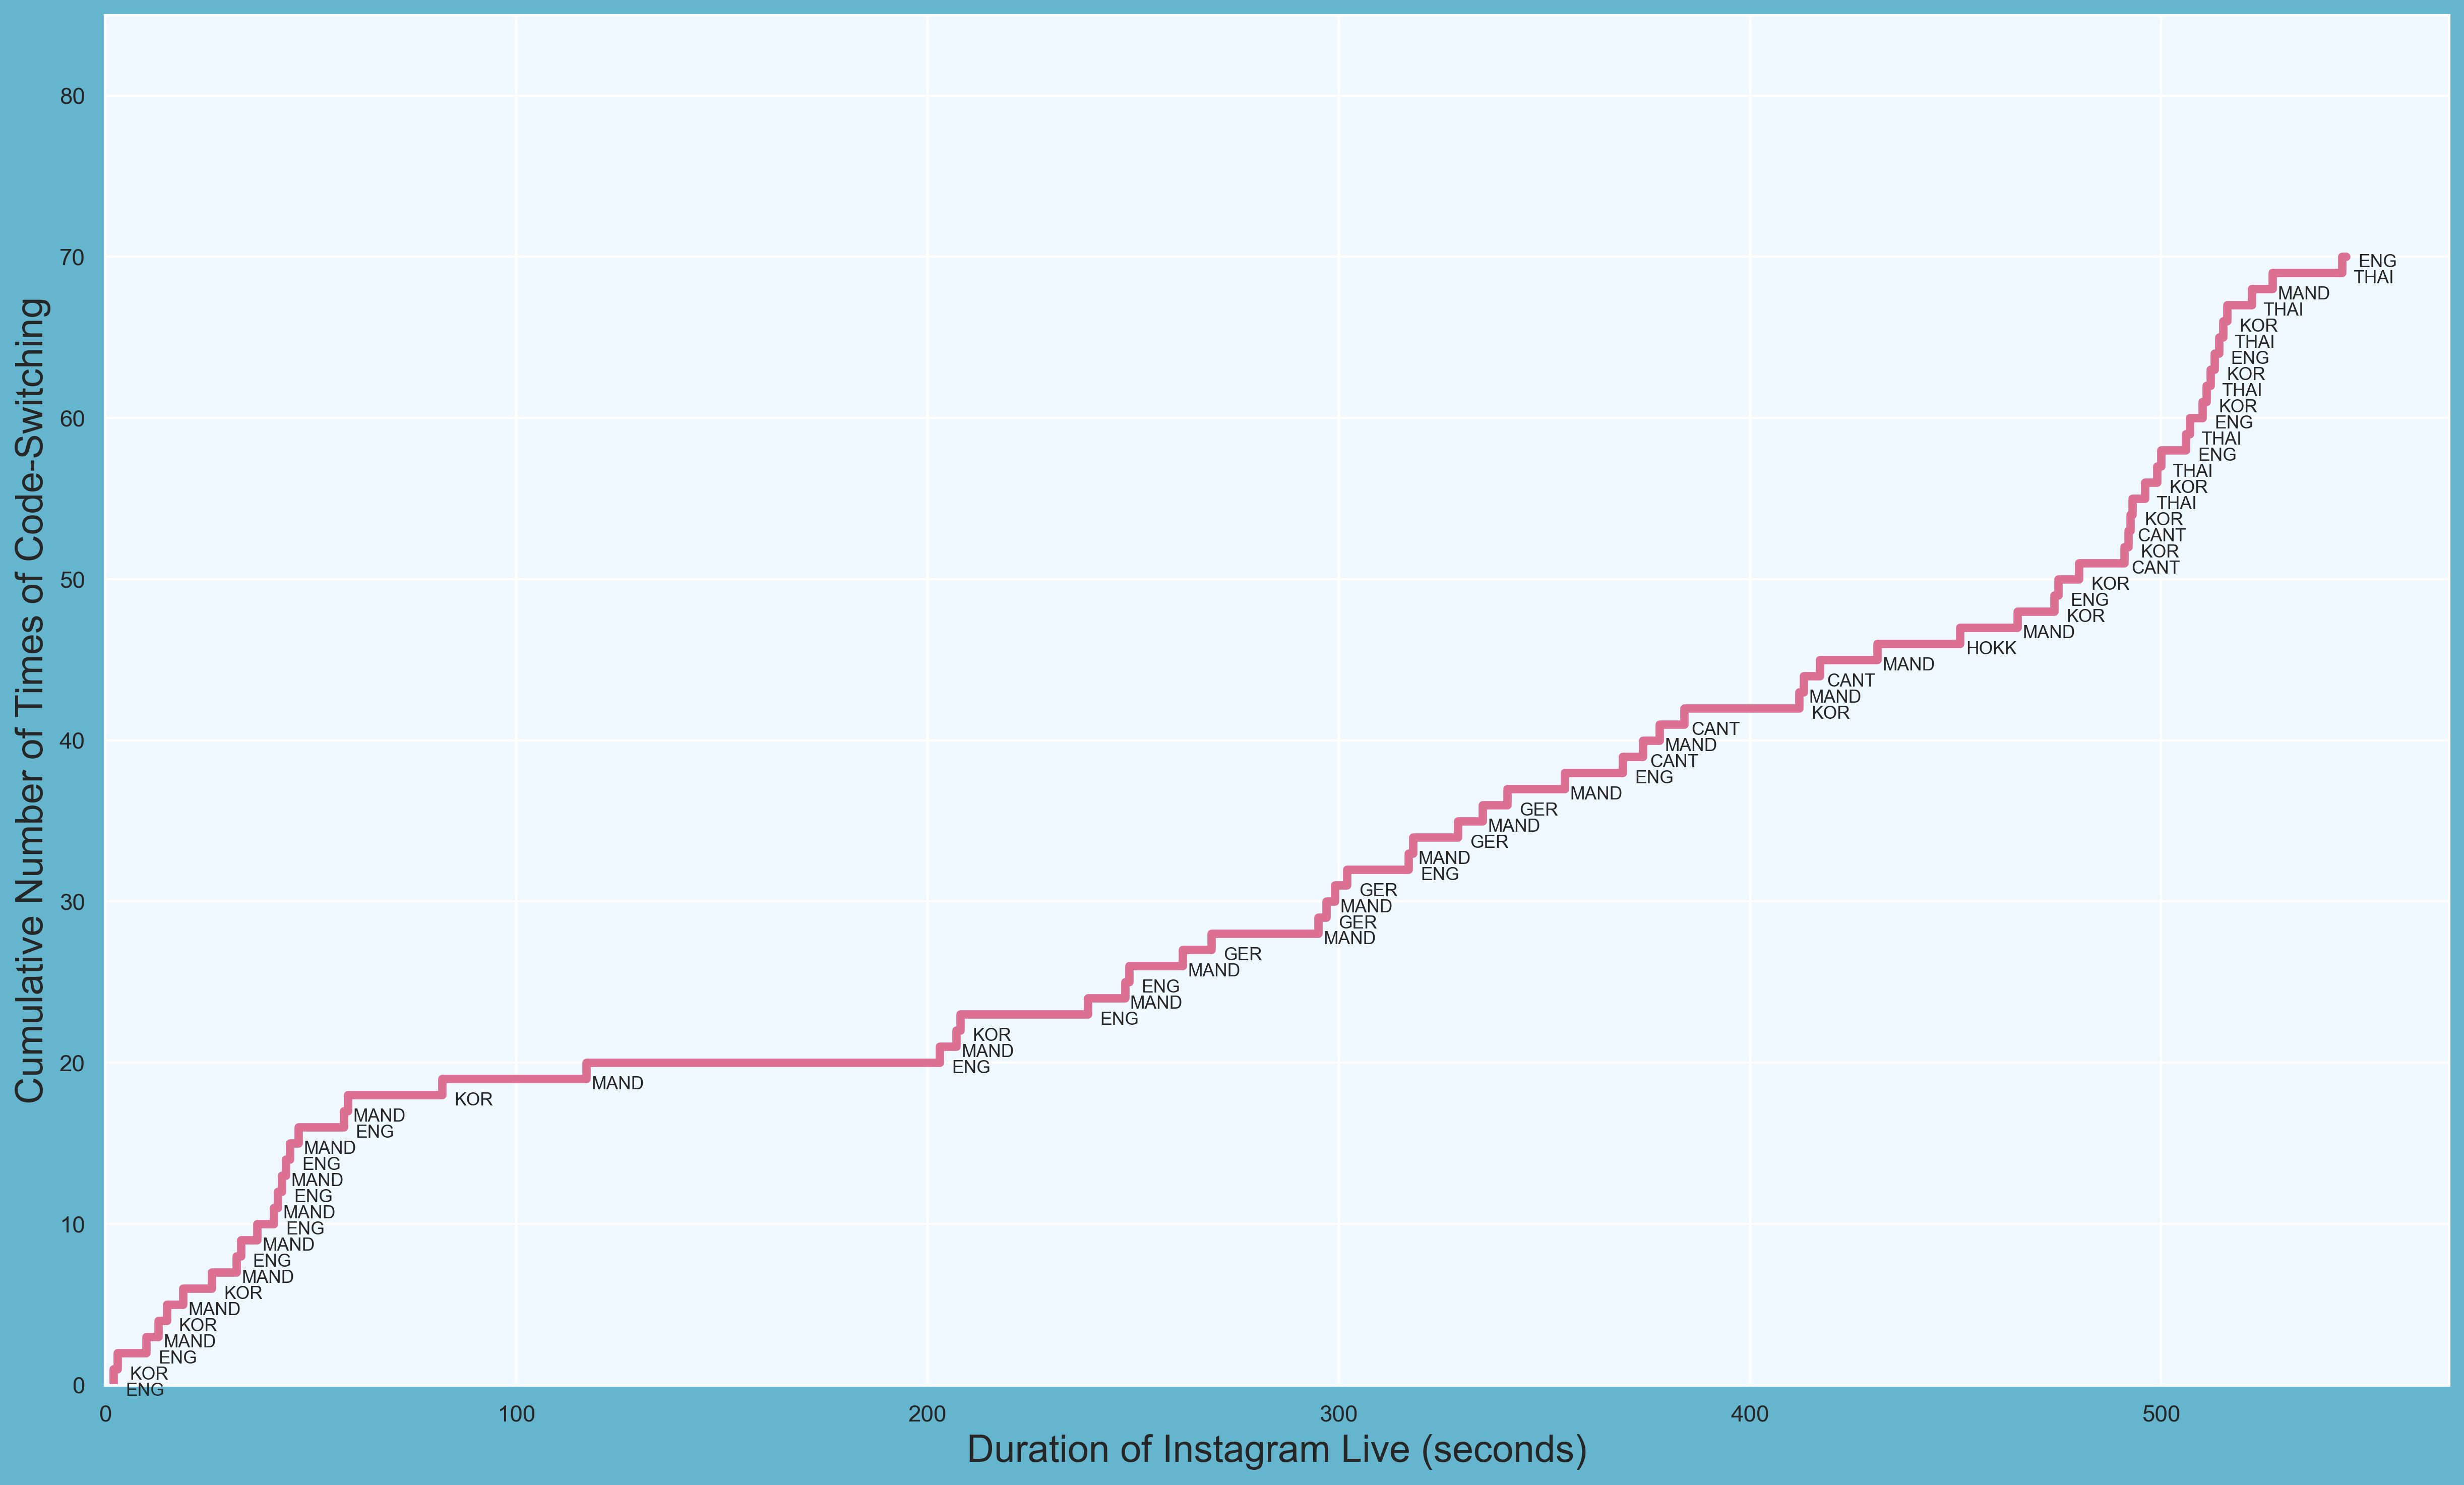 80
70
60
50
40
30
20
10
0
Cumulative Number of Times of Code-Switching
ENG
THAI
MAND
THAI
KOR
THAI
ENG
KOR
THAI
KOR
ENG
THAI
ENG
THAI
KOR
THAI
KOR
CANT
KOR
CANT
KOR
ENG
KOR
MAND
HOKK
MAND
CANT
MAND
KOR
CANT
MAND
CANT
ENG
MAND
GER
MAND
GER
MAND
ENG
GER
MAND
GER
MAND
GER
MAND
ENG
MAND
ENG
KOR
MAND
ENG
MAND
KOR
MAND
ENG
MAND
ENG
MAND
ENG
MAND
ENG
MAND
ENG
MAND
KOR
MAND
KOR
MAND
ENG
KOR
ENG
0 100 200 300 400 500
Duration of Instagram Live (seconds)